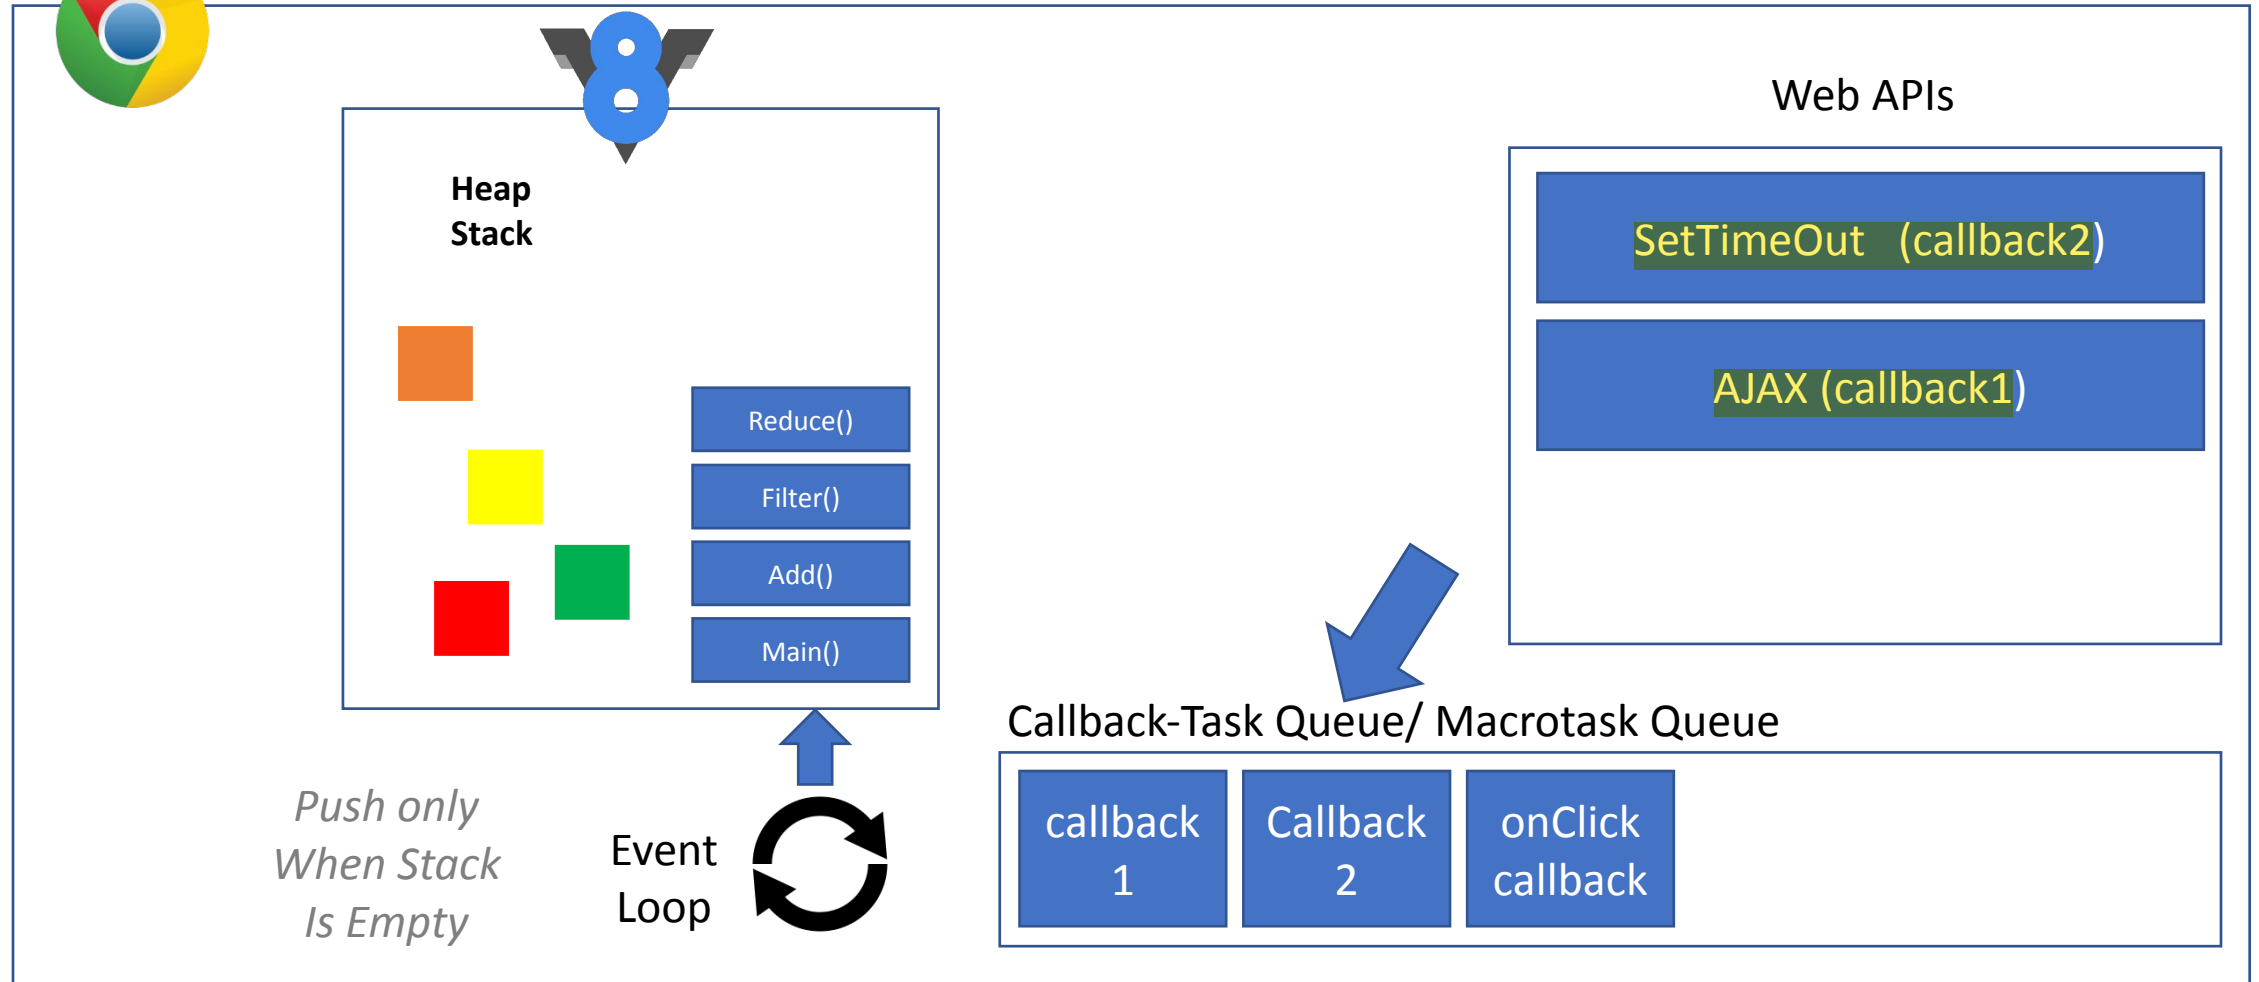 8
Web APIs
Heap
Stack
SetTimeOut (callback2)
AJAX (callback1)
Reduce()
Filter()
Add()
Main()
Callback-Task Queue/ Macrotask Queue
callback
1
Callback
2
onClick
callback
Push only
When Stack
Is Empty
Event
Loop